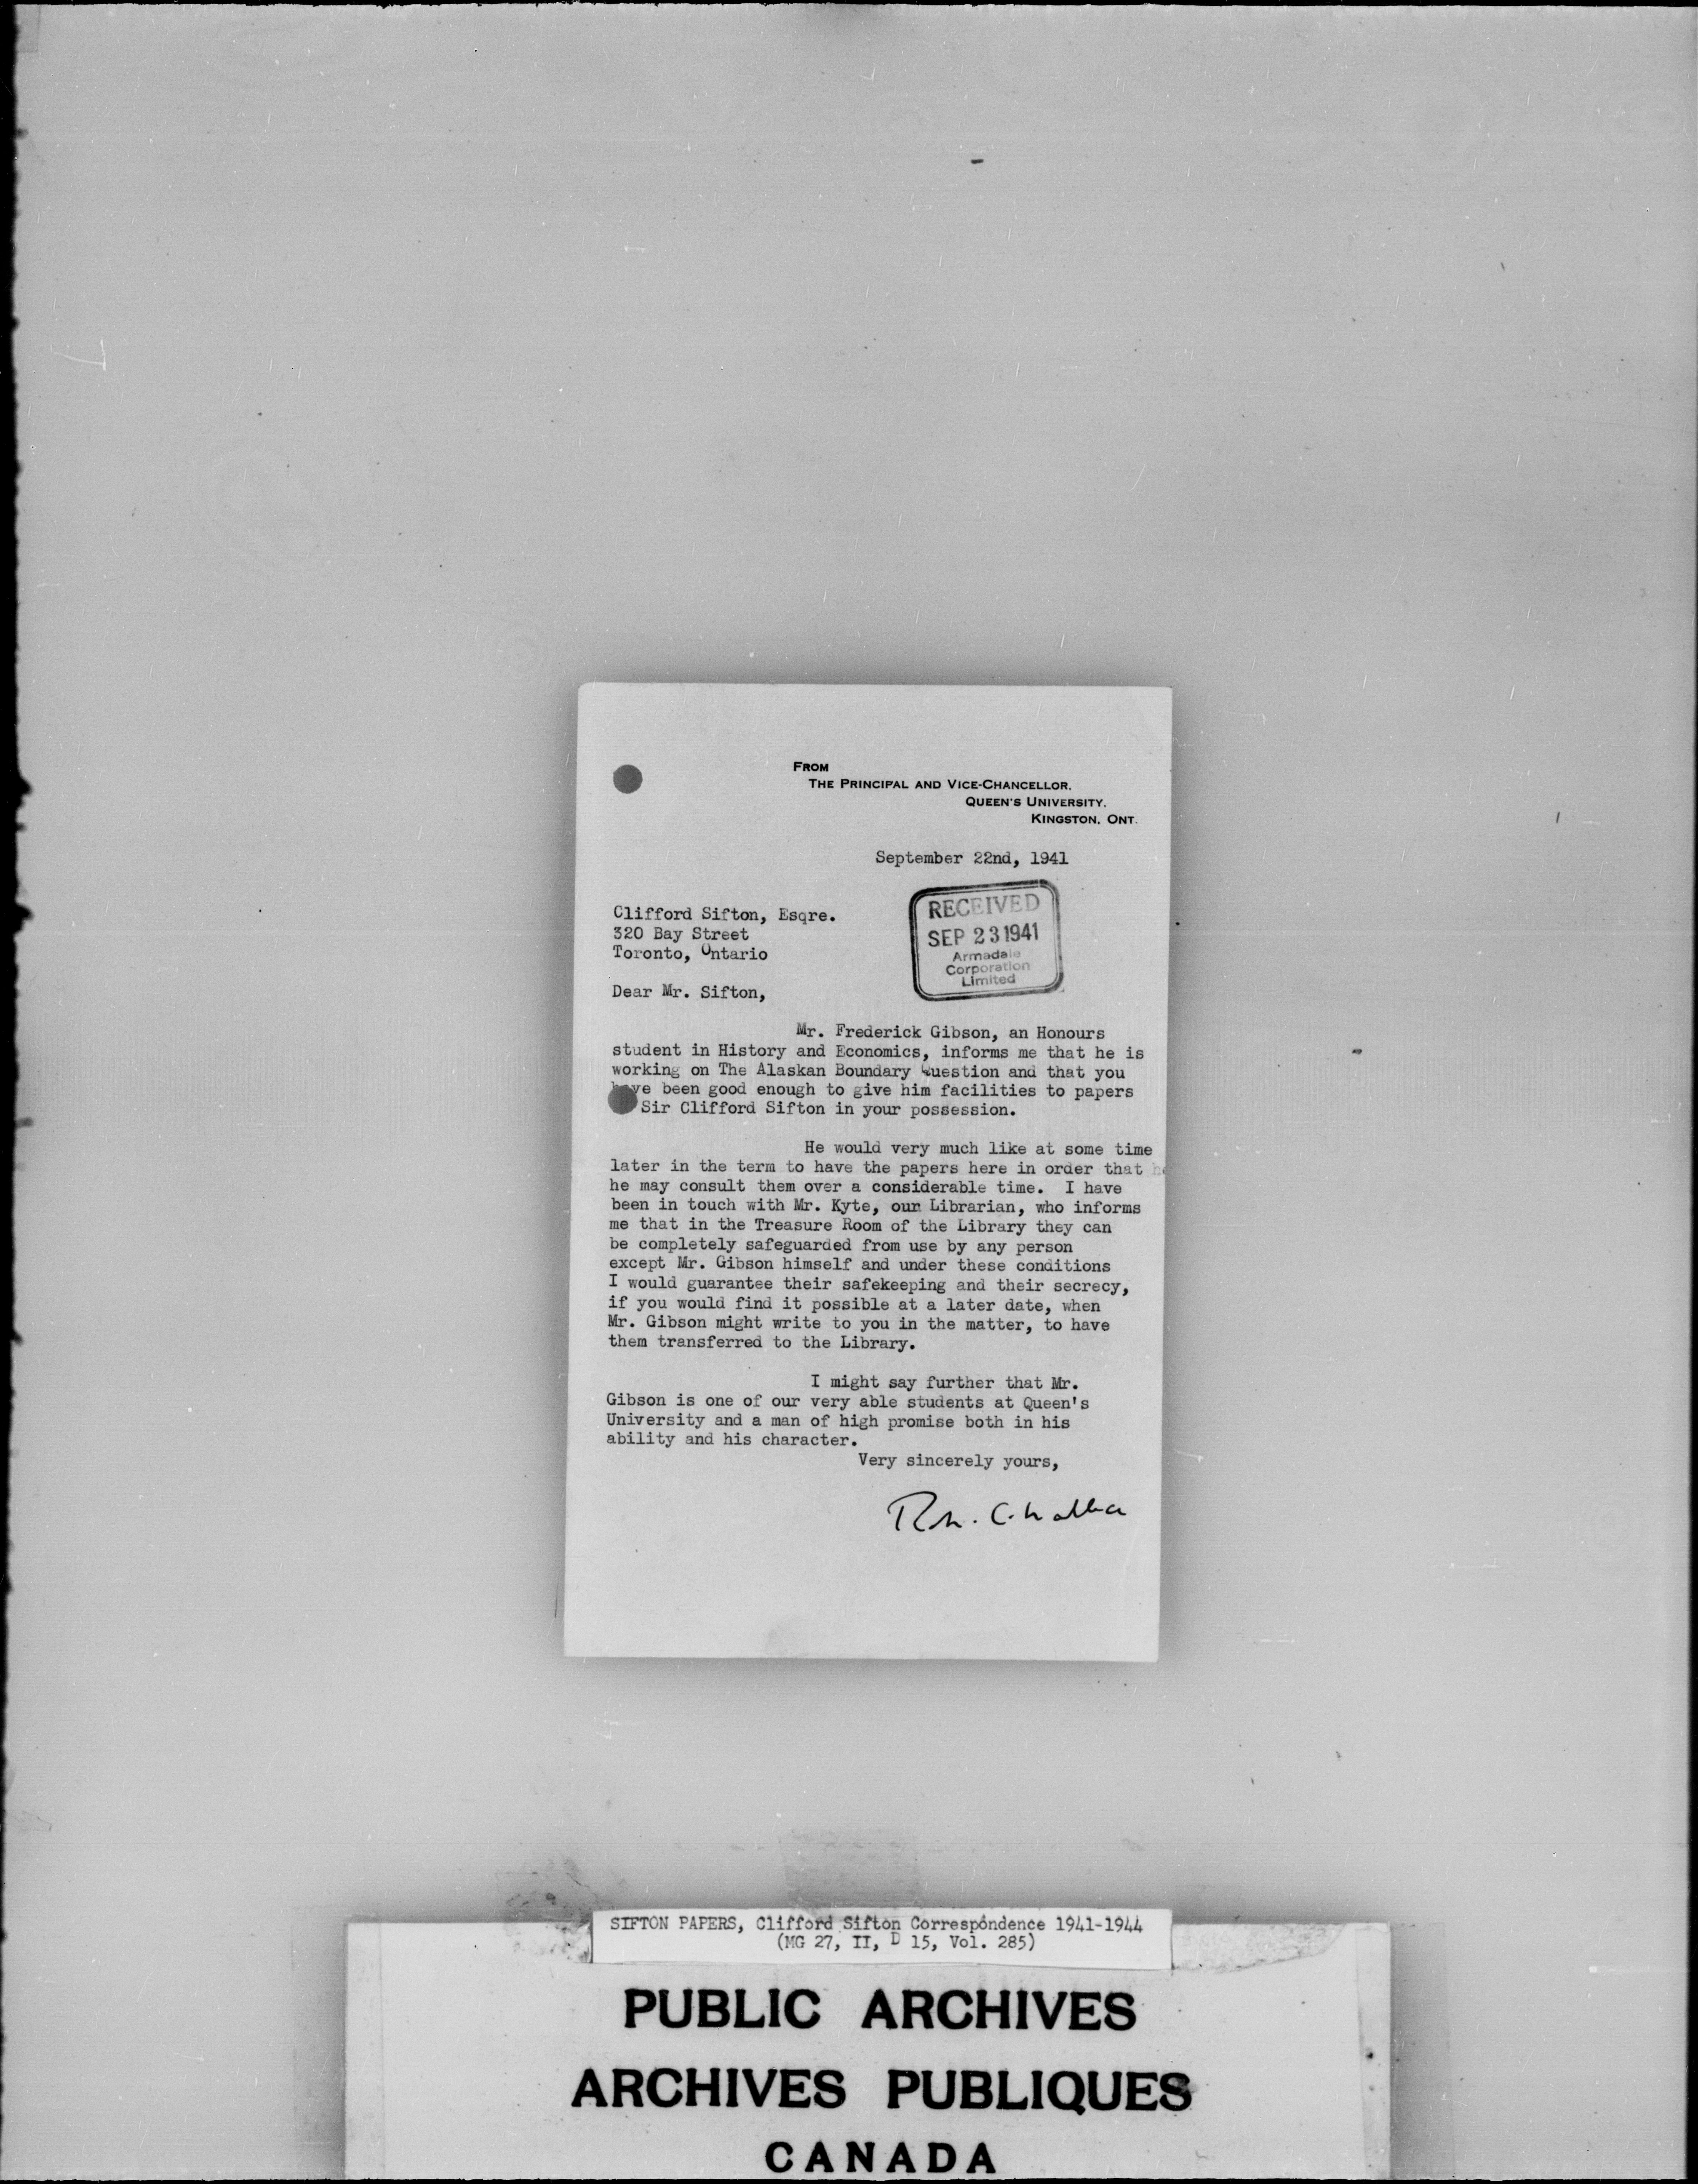 FROM
THE PRINCIPAL AND VICE-CHANCELLOR.
QUEEN'S UNIVERSITY.
KINGSTON, ONT.
September 22nd, 1941
RECEIVED
SEP 23 1941
Armadale
Corporation
Limited
Clifford Sifton, Esqre.
320 Bay Street
Toronto, Ontario
Dear Mr. Sifton,
Mr. Frederick Gibson, an Honours
student in History and Economics, informs me that he is
working on The Alaskan Boundary Question and that you
have been good enough to give him facilities to papers
Sir Clifford Sifton in your possession.
He would very much like at some time
later in the term to have the papers here in order that he
he may consult them over a considerable time. I have
been in touch with Mr. Kyte, our Librarian, who informs
me that in the Treasure Room of the Library they can
be completely safeguarded from use by any person
except Mr. Gibson himself and under these conditions
I would guarantee their safekeeping and their secrecy,
if you would find it possible at a later date, when
Mr. Gibson might write to you in the matter, to have
them transferred to the Library.
I might say further that Mr.
Gibson is one of our very able students at Queen's
University and a man of high promise both in his
ability and his character.
Very sincerely yours,
SIFTON PAPERS, Clifford Sifton Correspondence 1941-1944
(MG 27, II, D 15, Vol. 285)
PUBLIC ARCHIVES
ARCHIVES PUBLIQUES
CANADA